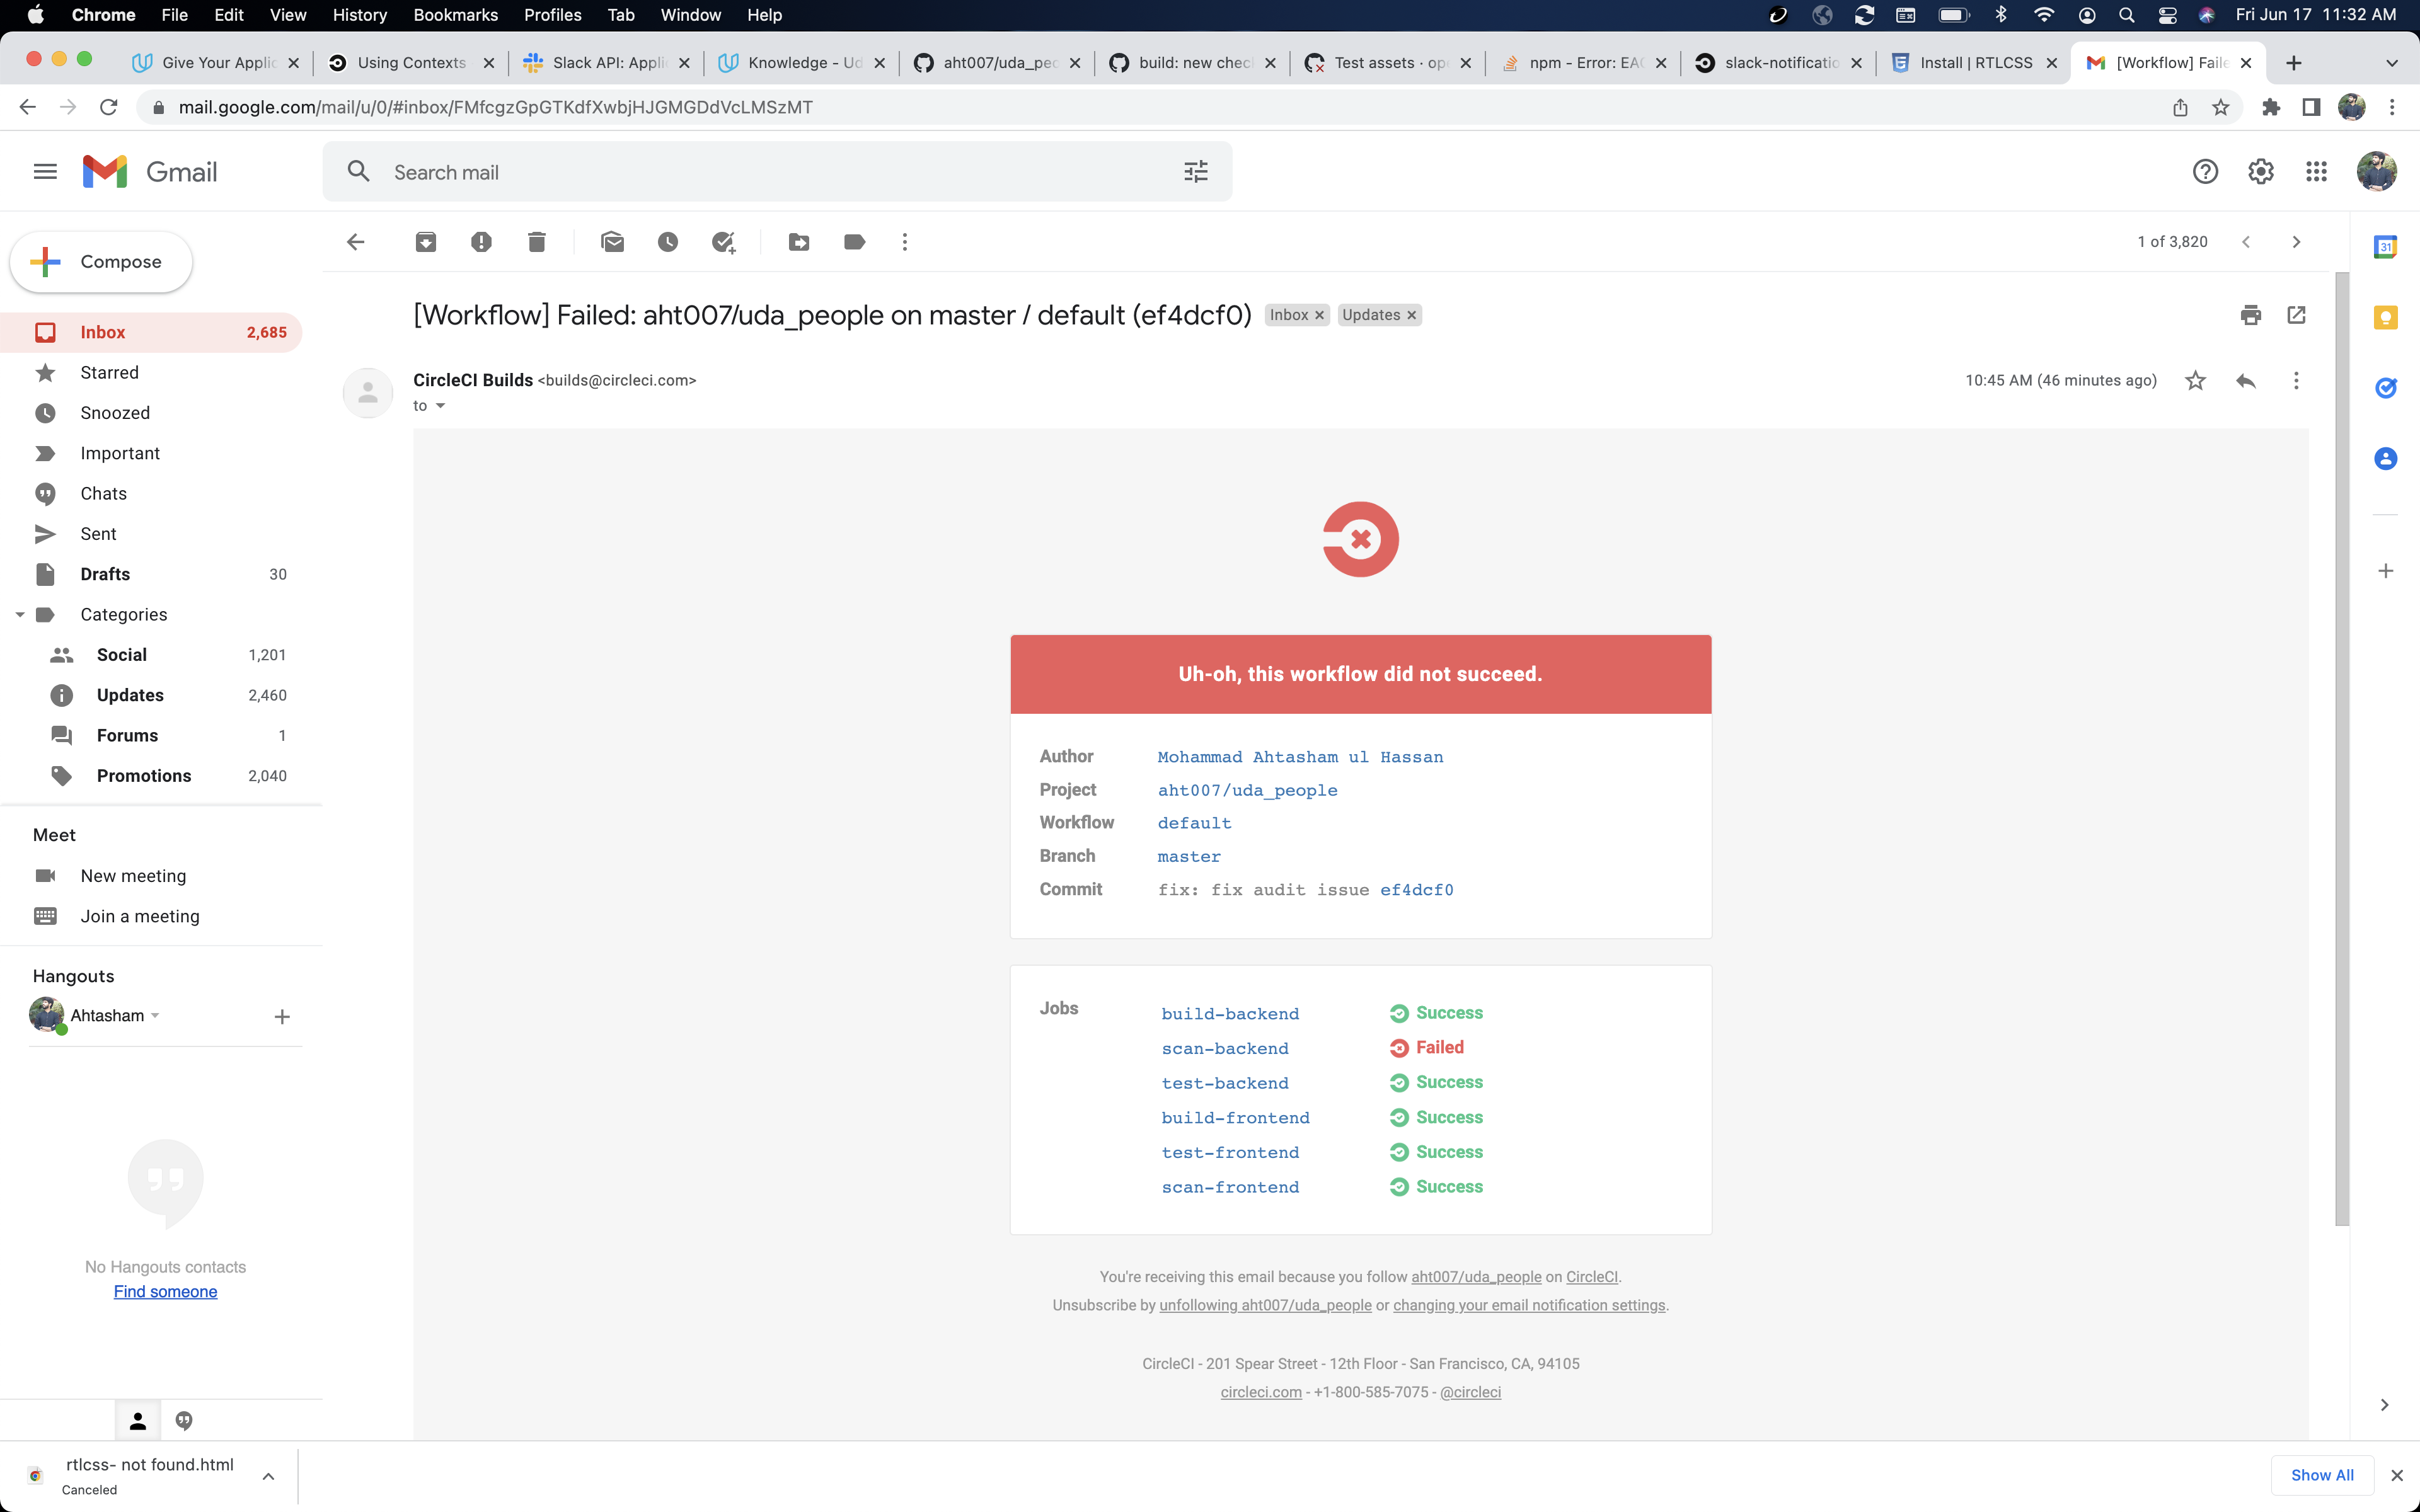 Chrome File Edit View History Bookmarks Profiles Tab Window Help Fri Jun 17 11:32 AM
Give Your Applic Using Contexts Slack API: Appli Knowledge - Ud aht007/uda_peo build: new chec Test assets · op npm - Error: EAC slack-notificatio Install | RTLCSS [Workflow] Faile
mail.google.com/mail/u/0/#inbox/FMfcgzGpGTKdfXwbjHJGMGDdVcLMSzMT
Gmail
Search mail
Compose
1 of 3,820
31
Inbox 2,685
Starred
Snoozed
Important
Chats
Sent
Drafts 30
Categories
Social 1,201
Updates 2,460
Forums 1
Promotions 2,040
Meet
New meeting
Join a meeting
Hangouts
Ahtasham
No Hangouts contacts
Find someone
[Workflow] Failed: aht007/uda_people on master / default (ef4dcf0) Inbox Updates
CircleCI Builds <builds@circleci.com> 10:45 AM (46 minutes ago)
to
Uh-oh, this workflow did not succeed.
Author Mohammad Ahtasham ul Hassan
Project aht007/uda_people
Workflow default
Branch master
Commit fix: fix audit issue ef4dcf0
Jobs build-backend Success
scan-backend Failed
test-backend Success
build-frontend Success
test-frontend Success
scan-frontend Success
You're receiving this email because you follow aht007/uda_people on CircleCI.
Unsubscribe by unfollowing aht007/uda_people or changing your email notification settings.
CircleCI - 201 Spear Street - 12th Floor - San Francisco, CA, 94105
circleci.com - +1-800-585-7075 - @circleci
rtlcss- not found.html
Canceled
Show All